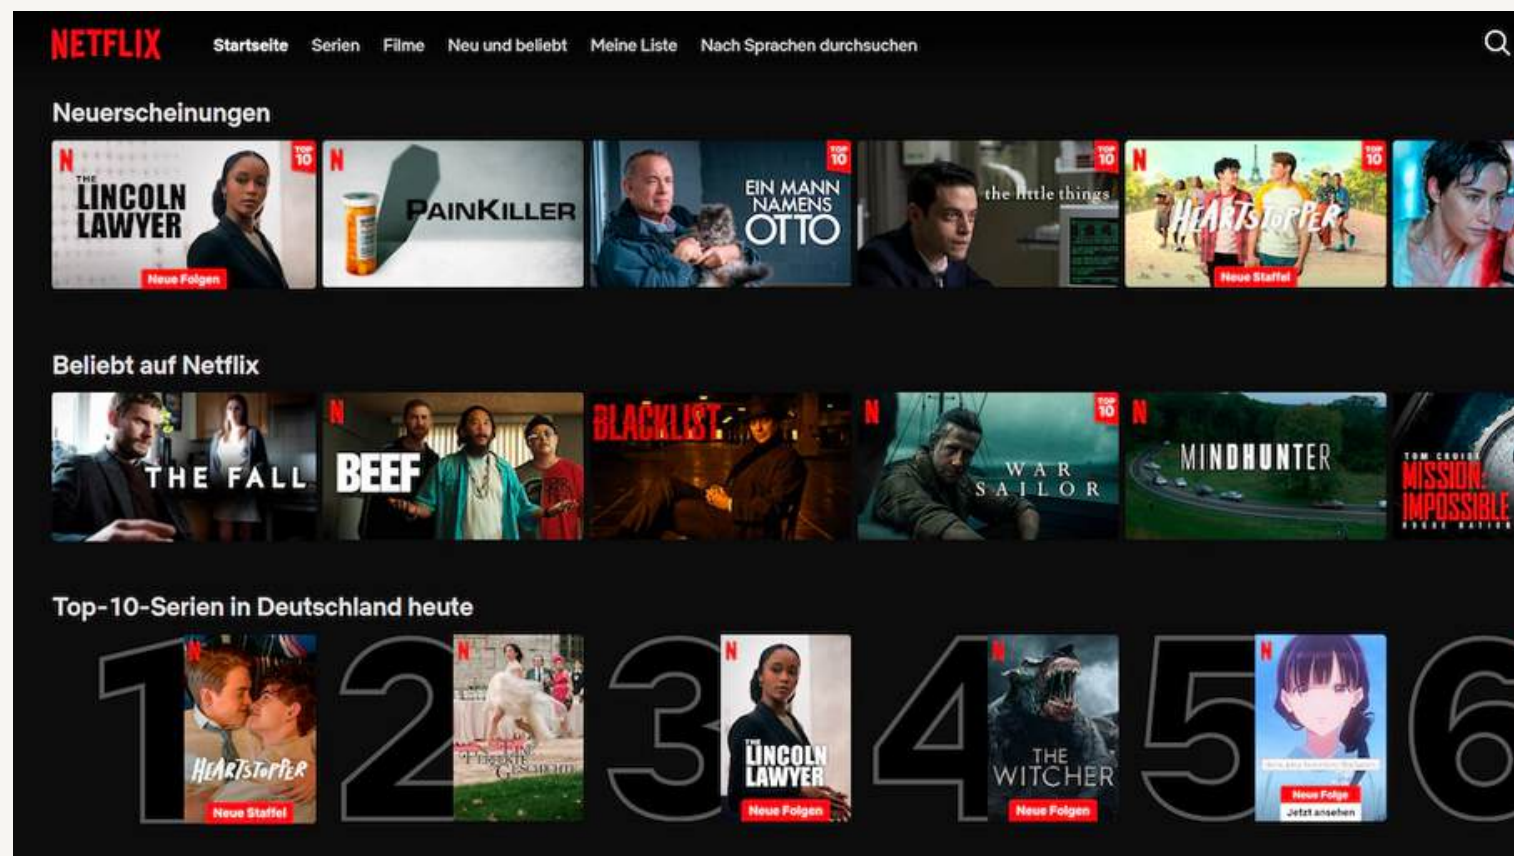 NETFLIX Startseite Serien Filme Neu und beliebt Meine Liste Nach Sprachen durchsuchen
Neuerscheinungen
N
THE
LINCOLN
LAWYER
TOP
10
Neue Folgen
N
PAINKILLER
TOP
10
EIN MANN
NAMENS
OTTO
TOP
10
the little things
N
TOP
10
HEARTSTOPPER
Neue Staffel
Beliebt auf Netflix
THE FALL
N
BEEF
BLACKLIST
N
TOP
10
WAR
SAILOR
N
MINDHUNTER
TOM CRUISE
MISSION:
IMPOSSIBLE
ROGUE NATION
Top-10-Serien in Deutschland heute
1
N
HEARTSTOPPER
Neue Staffel
2
N
PERFEKTE
GESCHICHTE
3
N
THE
LINCOLN
LAWYER
Neue Folgen
4
N
THE
WITCHER
Neue Folgen
5
N
Neue Folge
Jetzt ansehen
6